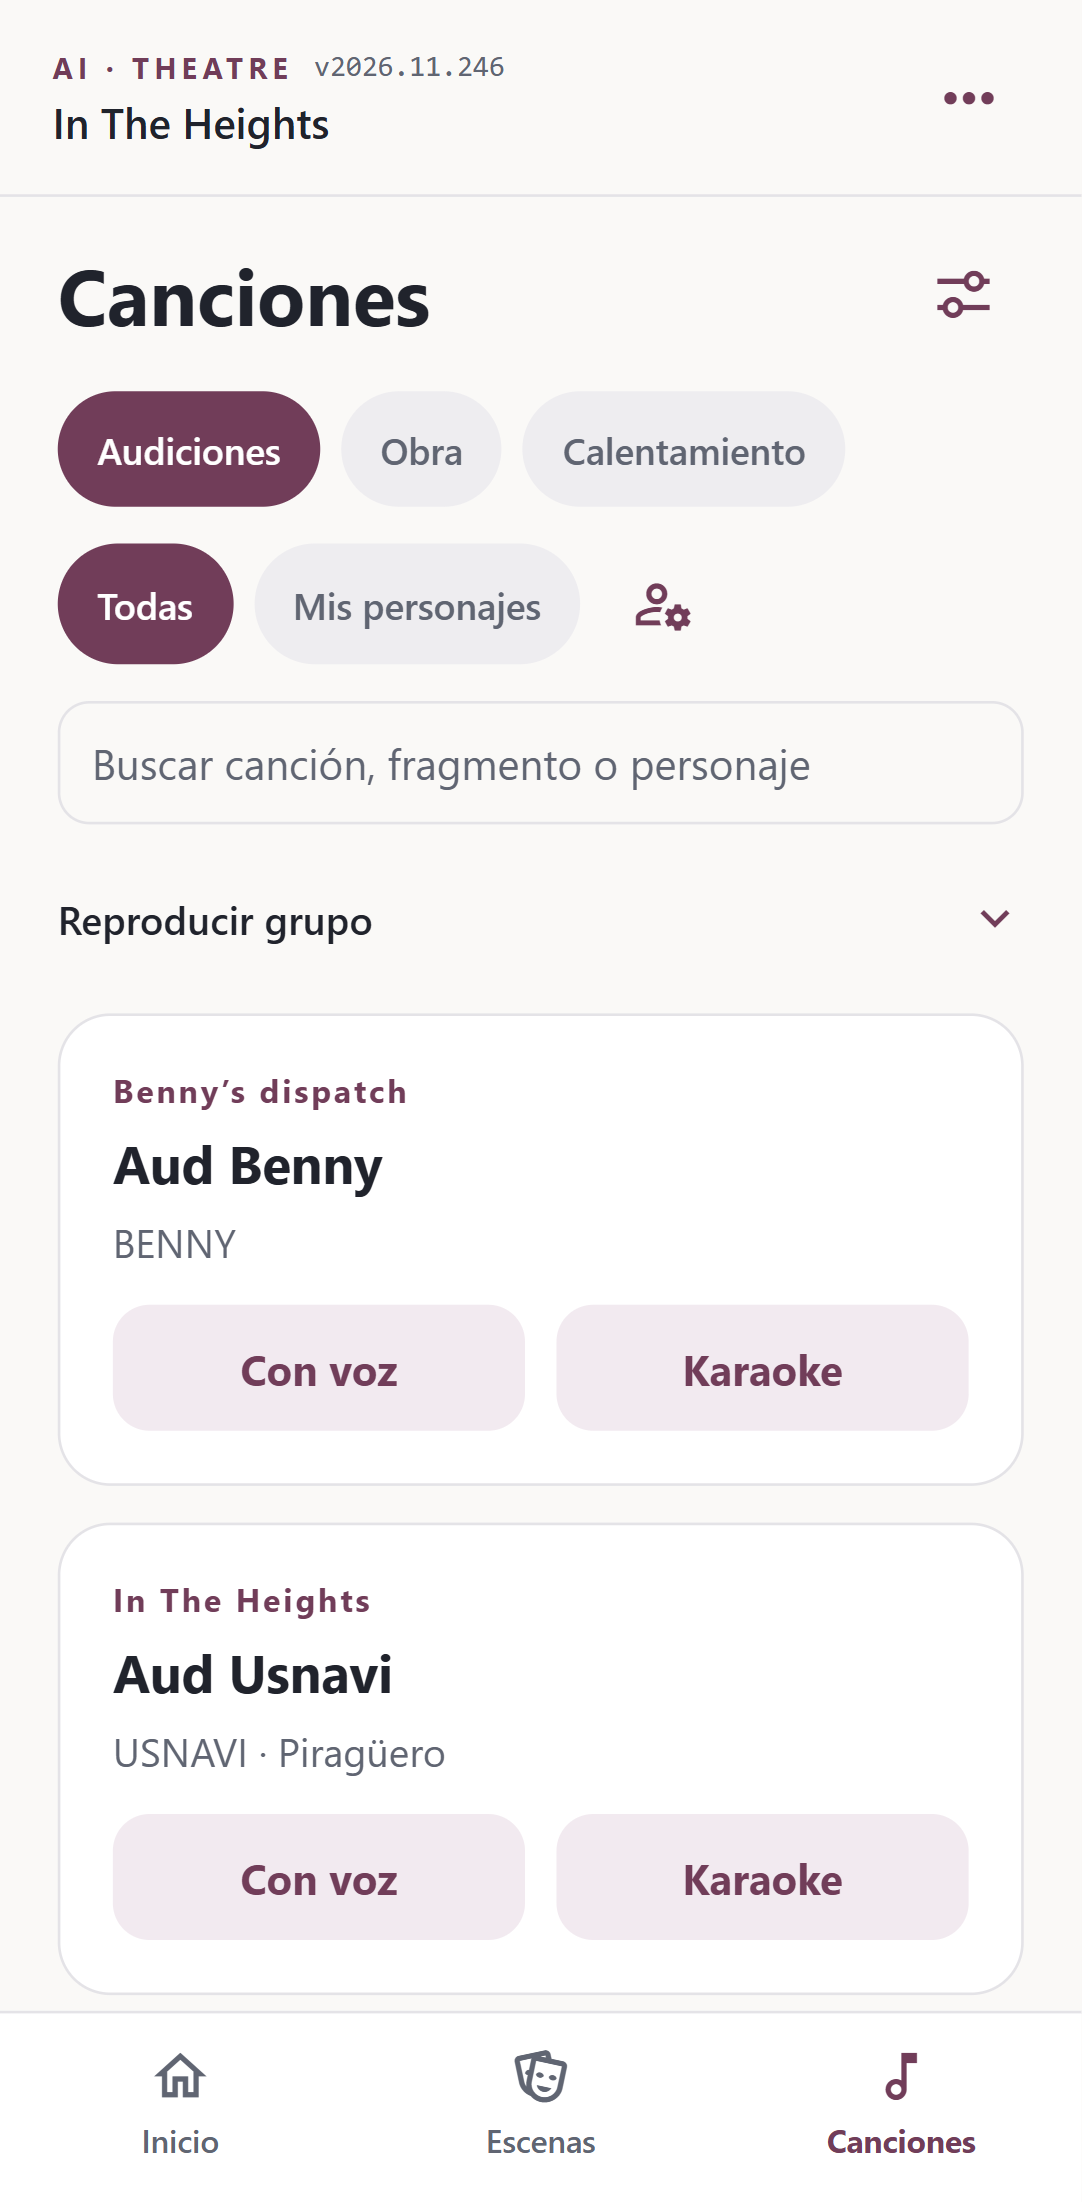 AI · THEATRE v2026.11.246
In The Heights
Canciones
Audiciones Obra Calentamiento
Todas Mis personajes
Buscar canción, fragmento o personaje
Reproducir grupo
Benny’s dispatch
Aud Benny
BENNY
Con voz Karaoke
In The Heights
Aud Usnavi
USNAVI · Piragüero
Con voz Karaoke
Inicio Escenas Canciones